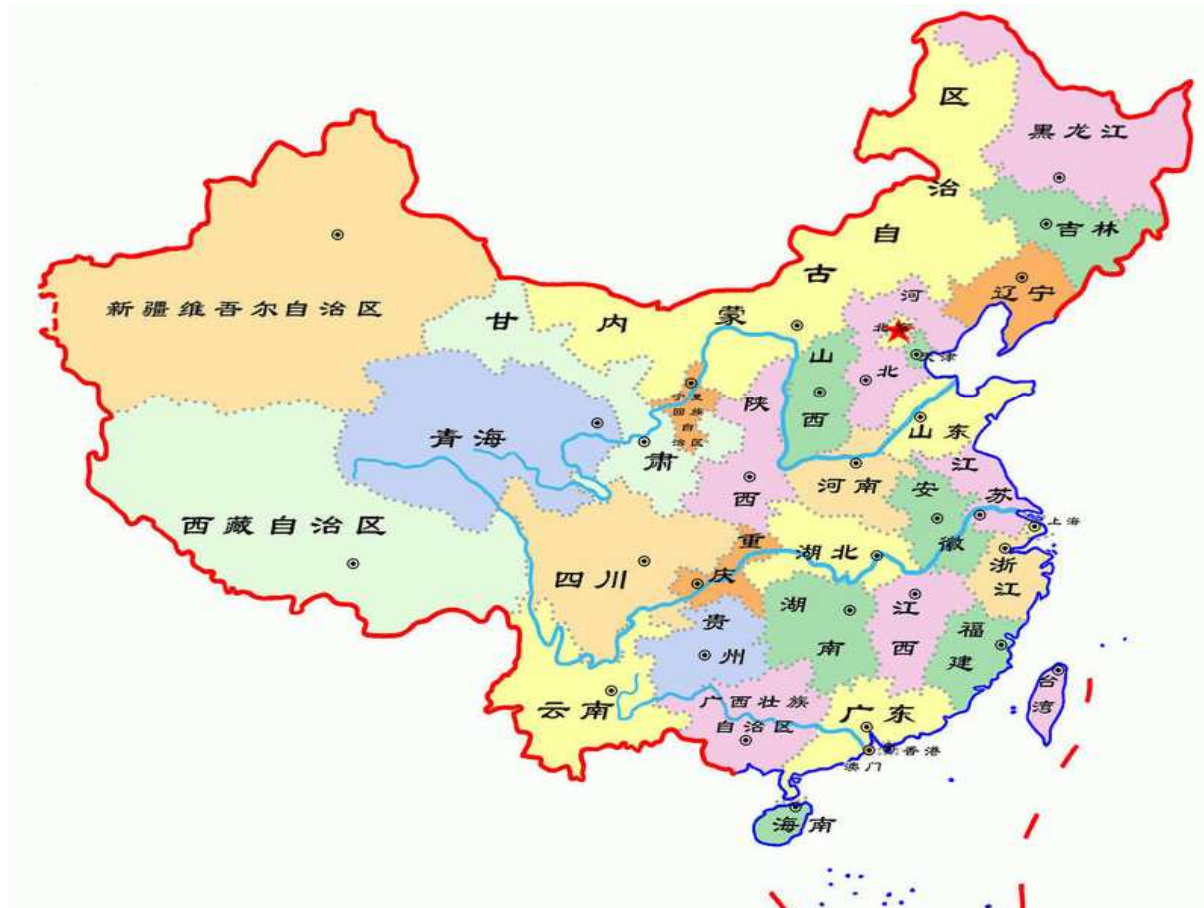 黑龙江
吉林
辽宁
内蒙古自治区
新疆维吾尔自治区
甘肃
青海
西藏自治区
宁夏
回族
自
治区
陕西
山西
河北
北京
天津
山东
河南
江苏
安徽
上海
浙江
湖北
重庆
四川
湖南
江西
福建
贵州
云南
广西壮族
自治区
广东
香港
澳门
海南
台湾